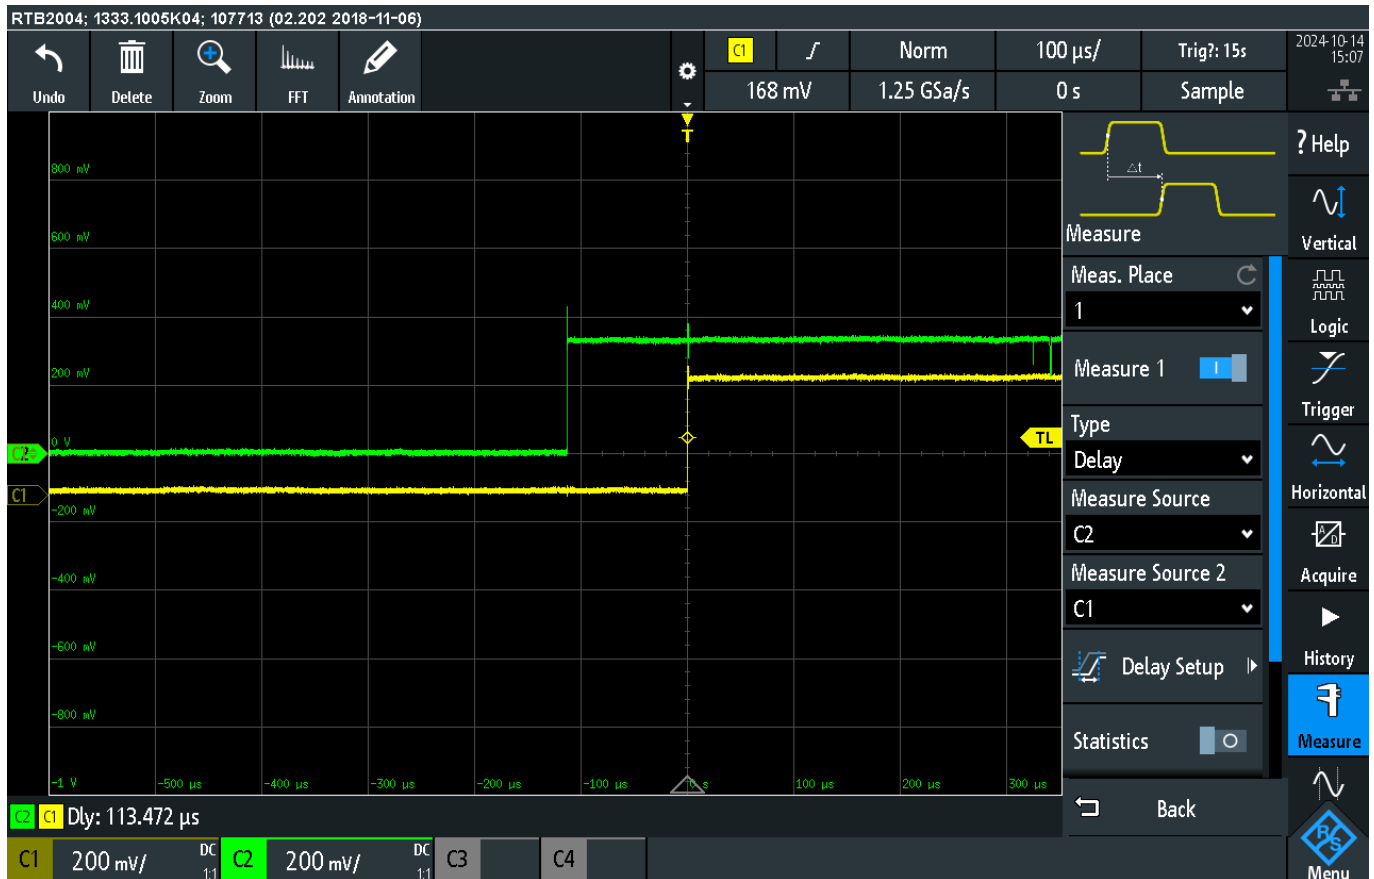 RTB2004; 1333.1005K04; 107713 (02.202 2018-11-06)
Undo
Delete
Zoom
FFT
Annotation
C1
Norm
100 µs/
Trig?: 15s
168 mV
1.25 GSa/s
0 s
Sample
2024-10-14
15:07
T
800 mV
600 mV
400 mV
200 mV
0 V
C2
C1
-200 mV
-400 mV
-600 mV
-800 mV
-1 V
-500 µs
-400 µs
-300 µs
-200 µs
-100 µs
0 s
100 µs
200 µs
300 µs
TL
△t
Measure
Meas. Place
1
Measure 1
Type
Delay
Measure Source
C2
Measure Source 2
C1
Delay Setup
Statistics
Back
? Help
Vertical
Logic
Trigger
Horizontal
A
D
Acquire
History
Measure
R&S
Menu
C2 C1 Dly: 113.472 µs
C1 200 mV/ DC 1:1
C2 200 mV/ DC 1:1
C3
C4